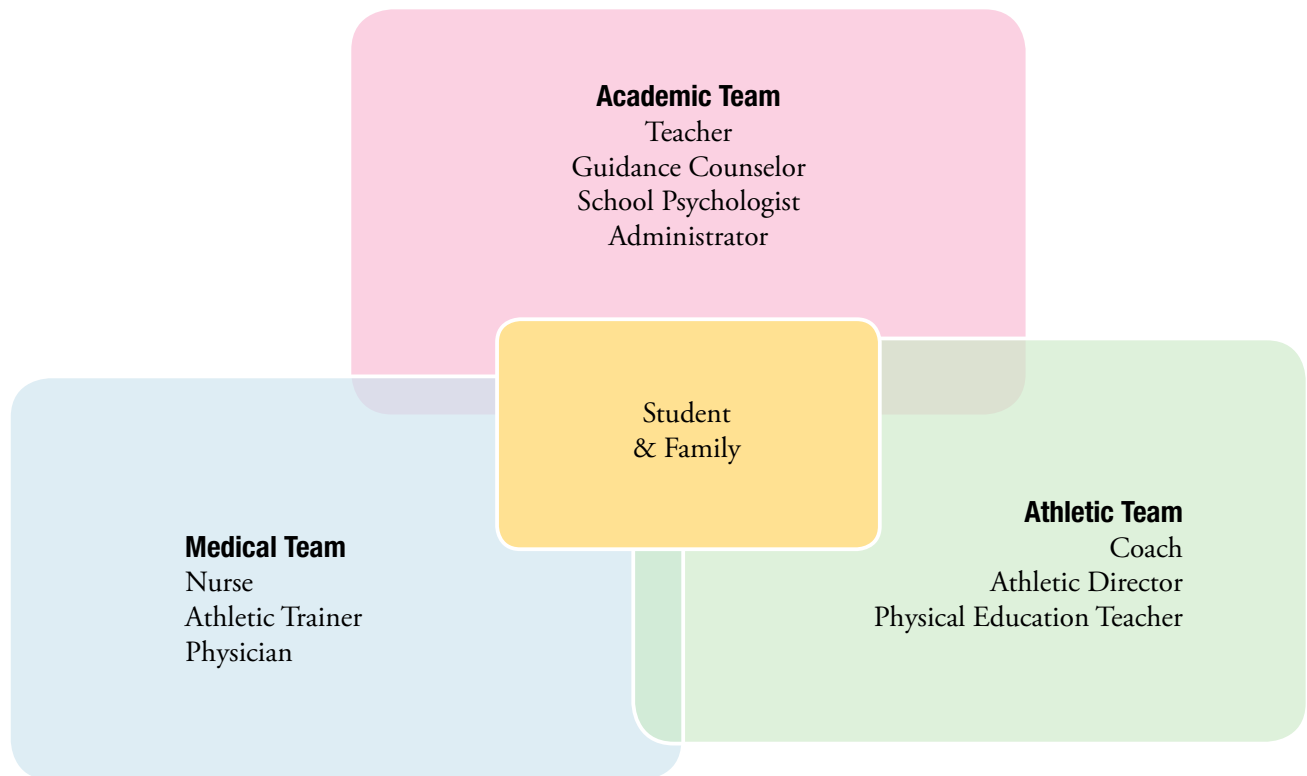 Academic Team
Teacher
Guidance Counselor
School Psychologist
Administrator
Student
& Family
Medical Team
Nurse
Athletic Trainer
Physician
Athletic Team
Coach
Athletic Director
Physical Education Teacher